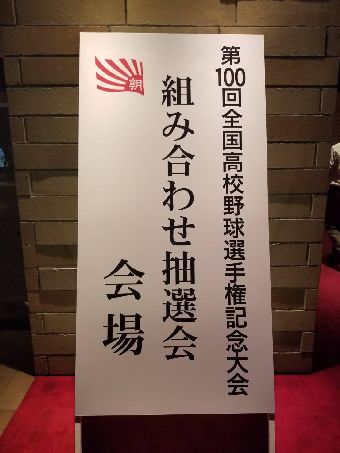 第100回全国高校野球選手権記念大会
組み合わせ抽選会
会場
朝